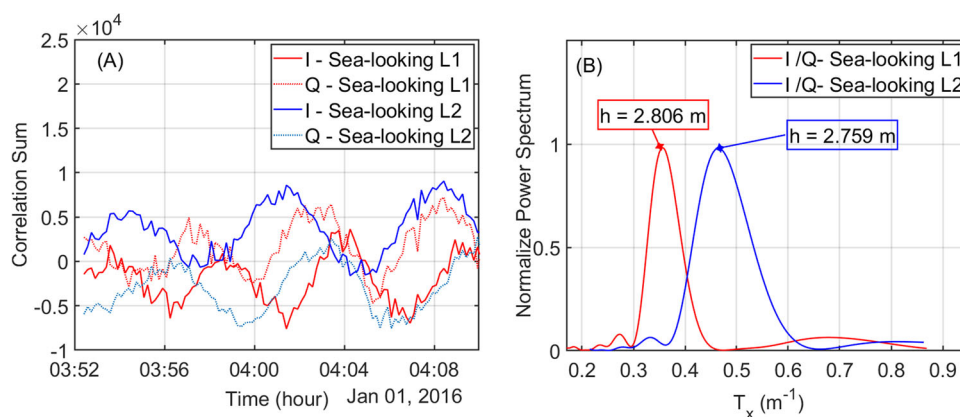 ×10⁴
2.5
2
1.5
1
0.5
0
-0.5
-1
Correlation Sum
(A)
I - Sea-looking L1
Q - Sea-looking L1
I - Sea-looking L2
Q - Sea-looking L2
03:52 03:56 04:00 04:04 04:08
Time (hour) Jan 01, 2016
(B)
I /Q- Sea-looking L1
I /Q- Sea-looking L2
h = 2.806 m
h = 2.759 m
1
0.5
0
Normalize Power Spectrum
0.2 0.3 0.4 0.5 0.6 0.7 0.8 0.9
Tₓ (m⁻¹)